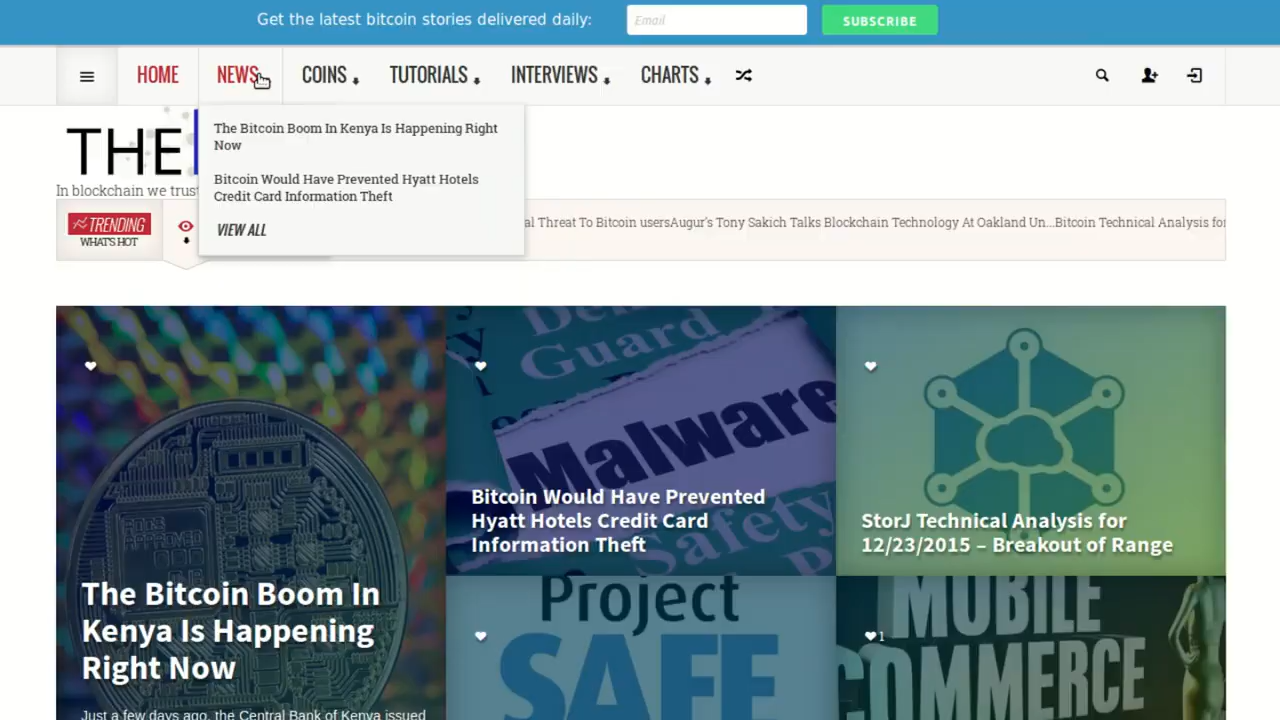 Get the latest bitcoin stories delivered daily:
Email
SUBSCRIBE
HOME
NEWS
COINS
TUTORIALS
INTERVIEWS
CHARTS
THE
In blockchain we trus
The Bitcoin Boom In Kenya Is Happening Right
Now
Bitcoin Would Have Prevented Hyatt Hotels
Credit Card Information Theft
VIEW ALL
TRENDING
WHAT'S HOT
al Threat To Bitcoin usersAugur's Tony Sakich Talks Blockchain Technology At Oakland Un...Bitcoin Technical Analysis for
The Bitcoin Boom In
Kenya Is Happening
Right Now
Just a few days ago, the Central Bank of Kenya issued
Guard
Malware
Safety
Bitcoin Would Have Prevented
Hyatt Hotels Credit Card
Information Theft
StorJ Technical Analysis for
12/23/2015 – Breakout of Range
Project
SAFE
1
MOBILE
COMMERCE